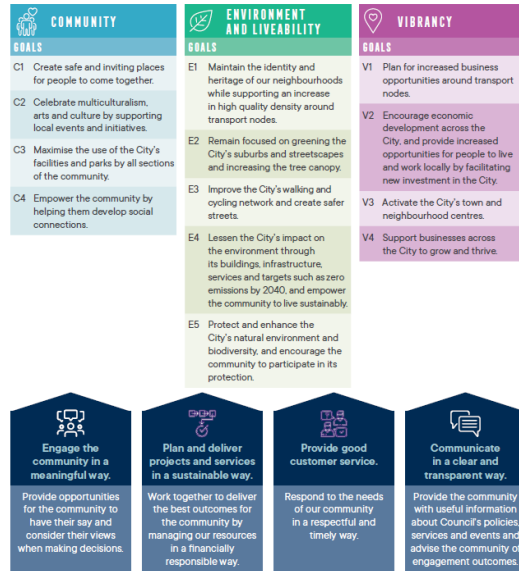 COMMUNITY
GOALS
C1 Create safe and inviting places
for people to come together.
C2 Celebrate multiculturalism,
arts and culture by supporting
local events and initiatives.
C3 Maximise the use of the City's
facilities and parks by all sections
of the community.
C4 Empower the community by
helping them develop social
connections.
ENVIRONMENT
AND LIVEABILITY
GOALS
E1 Maintain the identity and
heritage of our neighbourhoods
while supporting an increase
in high quality density around
transport nodes.
E2 Remain focused on greening the
City's suburbs and streetscapes
and increasing the tree canopy.
E3 Improve the City's walking and
cycling network and create safer
streets.
E4 Lessen the City's impact on
the environment through
its buildings, infrastructure,
services and targets such as zero
emissions by 2040, and empower
the community to live sustainably.
E5 Protect and enhance the
City's natural environment and
biodiversity, and encourage the
community to participate in its
protection.
VIBRANCY
GOALS
V1 Plan for increased business
opportunities around transport
nodes.
V2 Encourage economic
development across the
City, and provide increased
opportunities for people to live
and work locally by facilitating
new investment in the City.
V3 Activate the City's town and
neighbourhood centres.
V4 Support businesses across
the City to grow and thrive.
Engage the
community in a
meaningful way.
Provide opportunities
for the community to
have their say and
consider their views
when making decisions.
Plan and deliver
projects and services
in a sustainable way.
Work together to deliver
the best outcomes for
the community by
managing our resources
in a financially
responsible way.
Provide good
customer service.
Respond to the needs
of our community
in a respectful and
timely way.
Communicate
in a clear and
transparent way.
Provide the community
with useful information
about Council's policies,
services and events and
advise the community of
engagement outcomes.